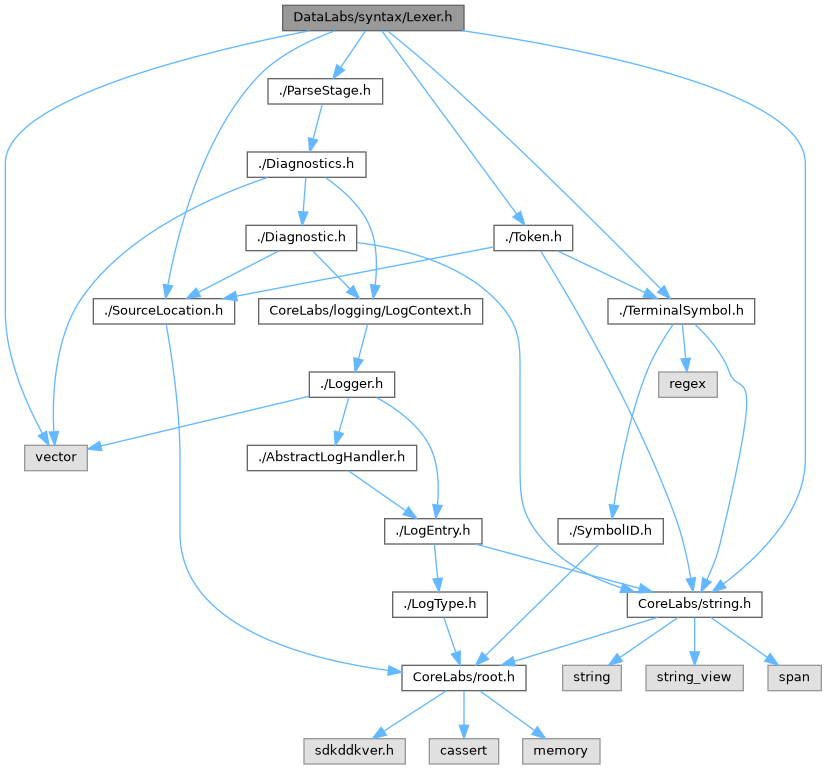 DataLabs/syntax/Lexer.h
./ParseStage.h
./Diagnostics.h
./Diagnostic.h
./Token.h
./SourceLocation.h
CoreLabs/logging/LogContext.h
./TerminalSymbol.h
./Logger.h
regex
vector
./AbstractLogHandler.h
./LogEntry.h
./SymbolID.h
./LogType.h
CoreLabs/string.h
CoreLabs/root.h
string
string_view
span
sdkddkver.h
cassert
memory